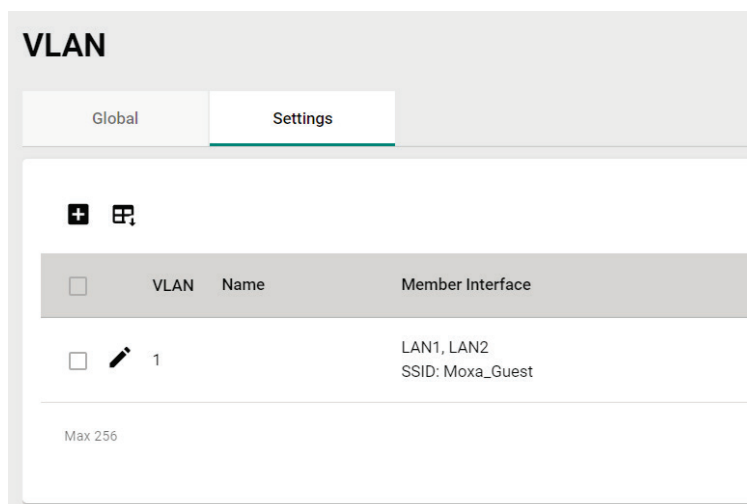 VLAN
Global Settings
VLAN Name Member Interface
1 LAN1, LAN2
SSID: Moxa_Guest
Max 256